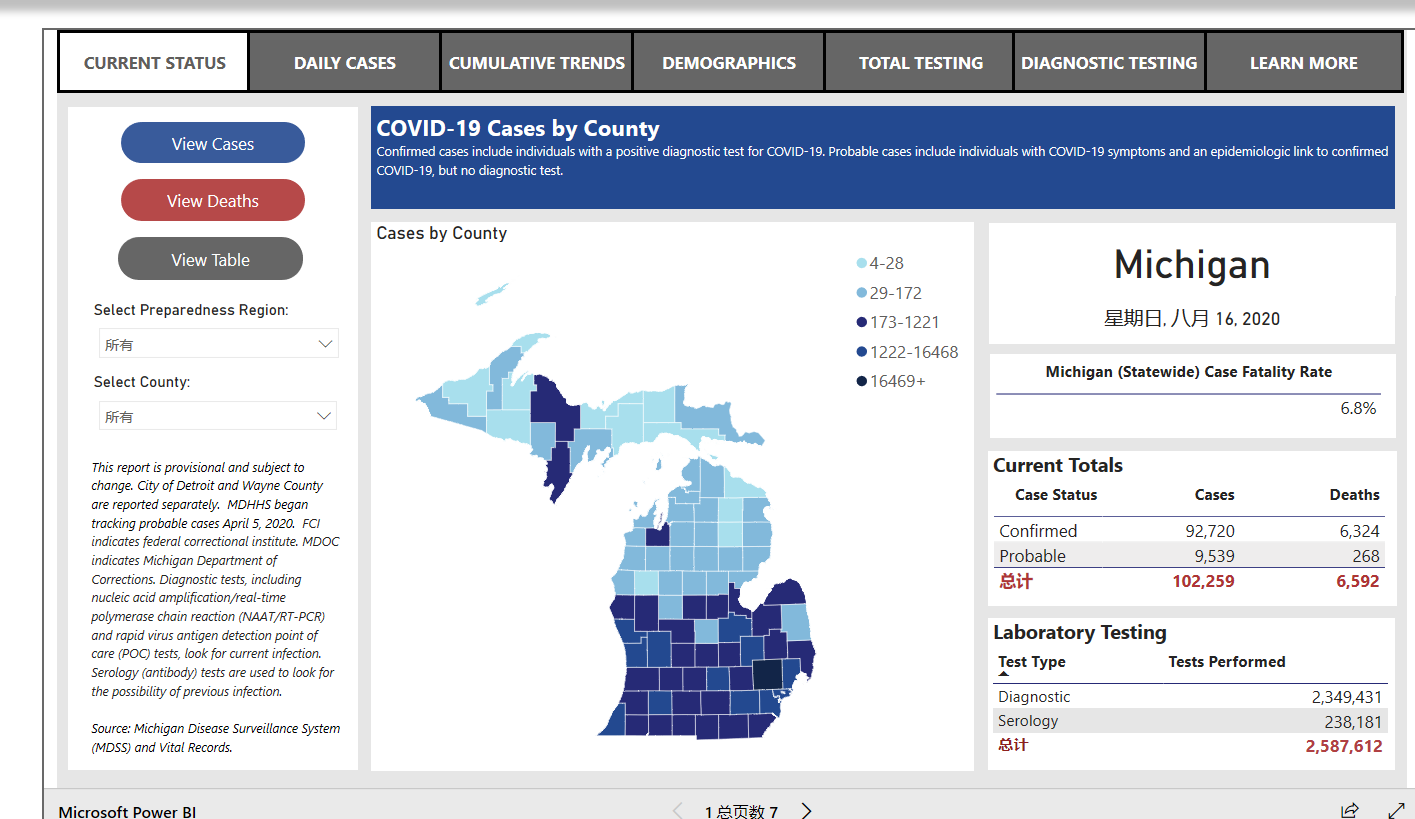 CURRENT STATUS
DAILY CASES
CUMULATIVE TRENDS
DEMOGRAPHICS
TOTAL TESTING
DIAGNOSTIC TESTING
LEARN MORE
View Cases
View Deaths
View Table
Select Preparedness Region:
所有
Select County:
所有
This report is provisional and subject to
change. City of Detroit and Wayne County
are reported separately. MDHHS began
tracking probable cases April 5, 2020. FCI
indicates federal correctional institute. MDOC
indicates Michigan Department of
Corrections. Diagnostic tests, including
nucleic acid amplification/real-time
polymerase chain reaction (NAAT/RT-PCR)
and rapid virus antigen detection point of
care (POC) tests, look for current infection.
Serology (antibody) tests are used to look for
the possibility of previous infection.
Source: Michigan Disease Surveillance System
(MDSS) and Vital Records.
COVID-19 Cases by County
Confirmed cases include individuals with a positive diagnostic test for COVID-19. Probable cases include individuals with COVID-19 symptoms and an epidemiologic link to confirmed
COVID-19, but no diagnostic test.
Cases by County
4-28
29-172
173-1221
1222-16468
16469+
Michigan
星期日, 八月 16, 2020
Michigan (Statewide) Case Fatality Rate
6.8%
Current Totals
Case Status Cases Deaths
Confirmed 92,720 6,324
Probable 9,539 268
总计 102,259 6,592
Laboratory Testing
Test Type Tests Performed
Diagnostic 2,349,431
Serology 238,181
总计 2,587,612
Microsoft Power BI
1 总页数 7